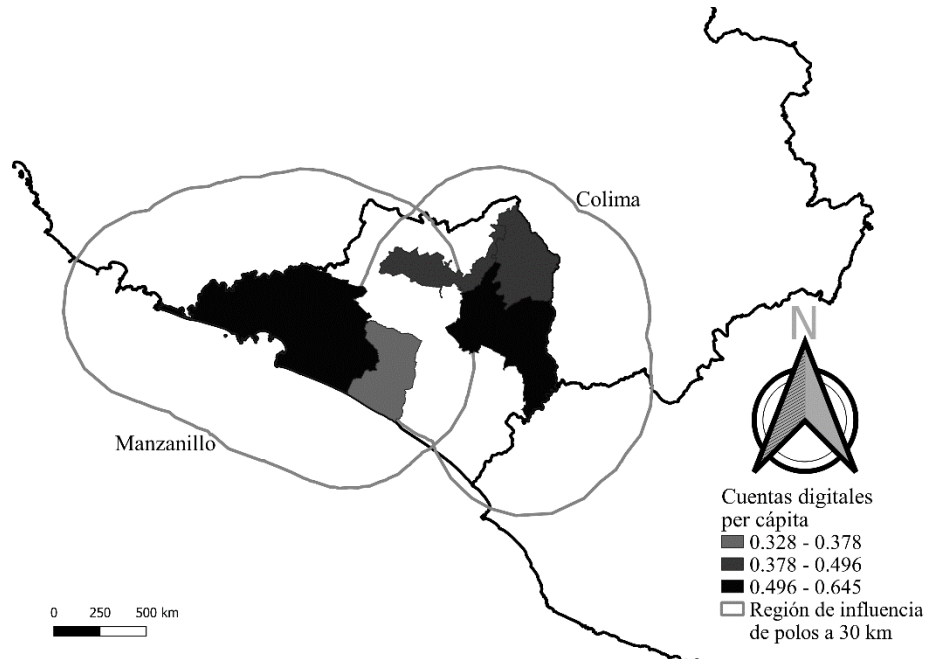 Colima
N
Manzanillo
Cuentas digitales
per cápita
0.328 - 0.378
0.378 - 0.496
0.496 - 0.645
Región de influencia
de polos a 30 km
0 250 500 km